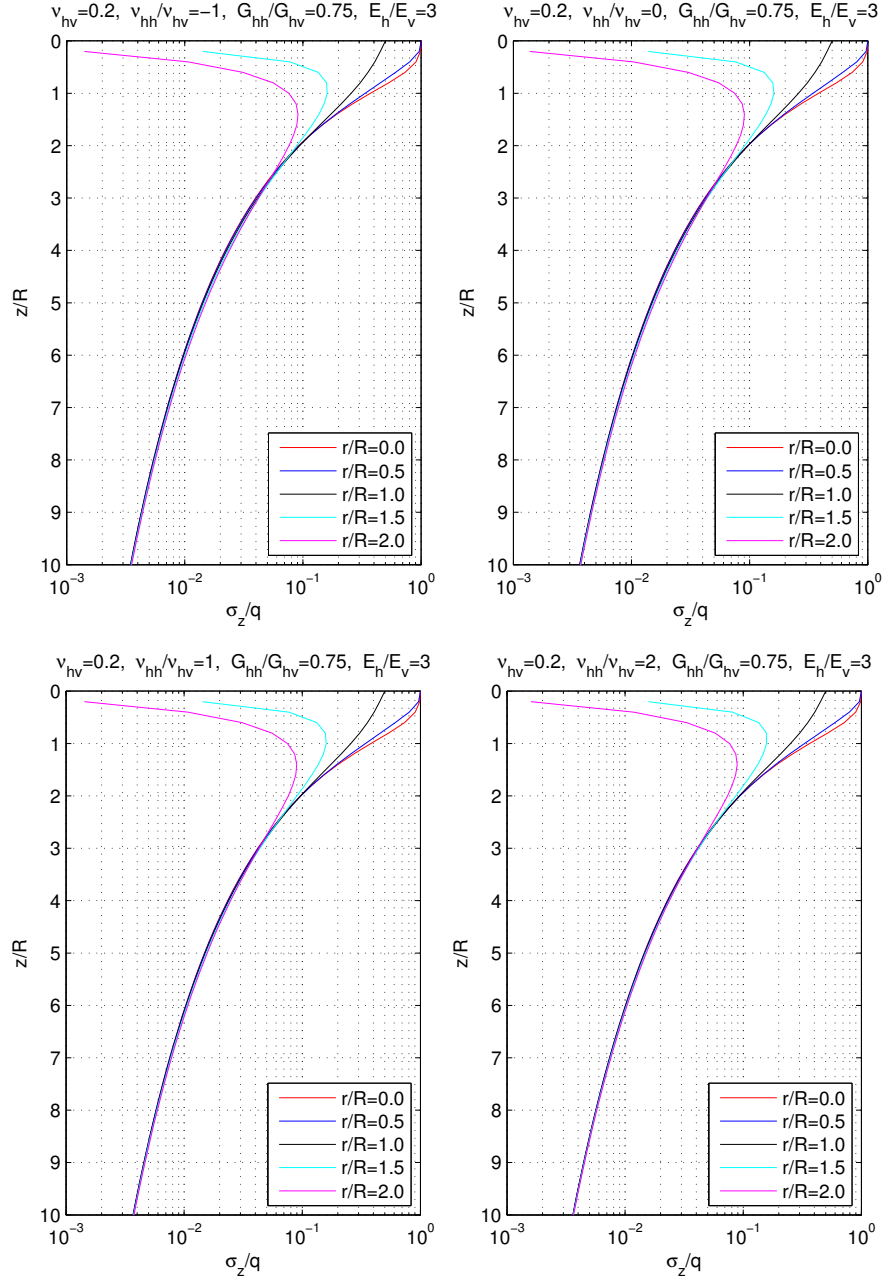 ν_hv=0.2, ν_hh/ν_hv=−1, G_hh/G_hv=0.75, E_h/E_v=3
0
1
2
3
4
5
6
7
8
9
10
z/R
r/R=0.0
r/R=0.5
r/R=1.0
r/R=1.5
r/R=2.0
10^−3 10^−2 10^−1 10^0
σ_z/q
ν_hv=0.2, ν_hh/ν_hv=0, G_hh/G_hv=0.75, E_h/E_v=3
0
1
2
3
4
5
6
7
8
9
10
z/R
r/R=0.0
r/R=0.5
r/R=1.0
r/R=1.5
r/R=2.0
10^−3 10^−2 10^−1 10^0
σ_z/q
ν_hv=0.2, ν_hh/ν_hv=1, G_hh/G_hv=0.75, E_h/E_v=3
0
1
2
3
4
5
6
7
8
9
10
z/R
r/R=0.0
r/R=0.5
r/R=1.0
r/R=1.5
r/R=2.0
10^−3 10^−2 10^−1 10^0
σ_z/q
ν_hv=0.2, ν_hh/ν_hv=2, G_hh/G_hv=0.75, E_h/E_v=3
0
1
2
3
4
5
6
7
8
9
10
z/R
r/R=0.0
r/R=0.5
r/R=1.0
r/R=1.5
r/R=2.0
10^−3 10^−2 10^−1 10^0
σ_z/q